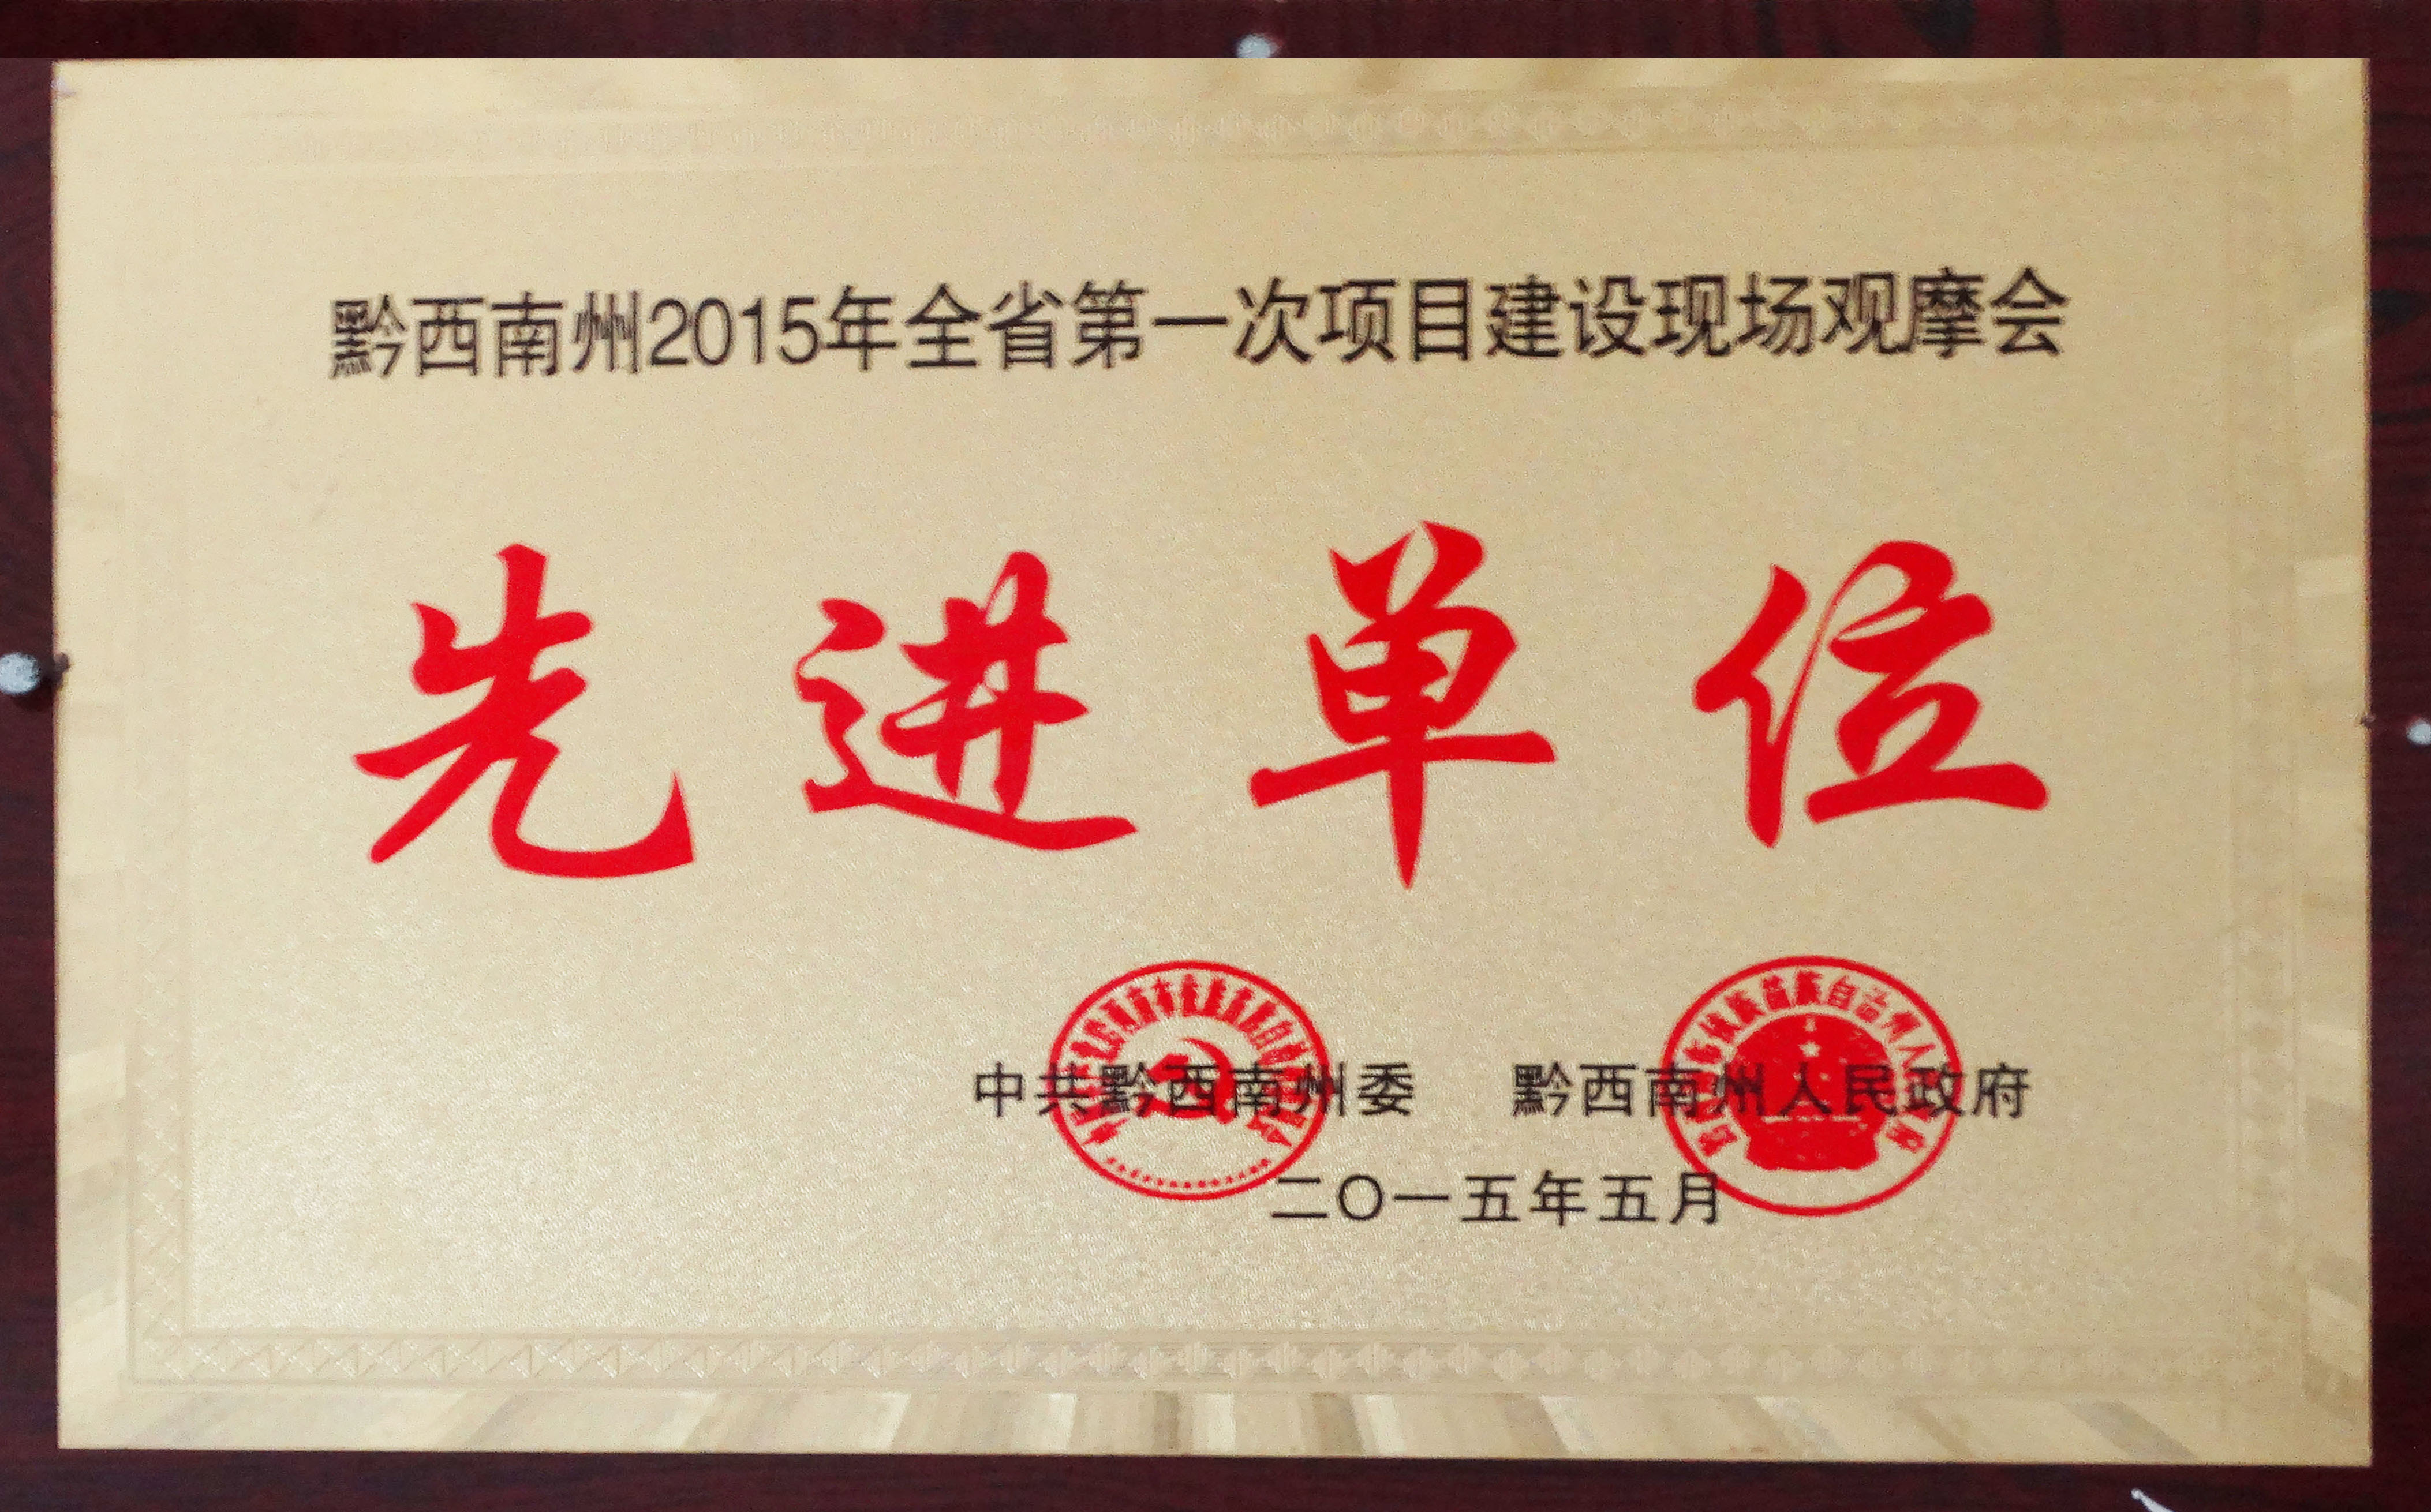 黔西南州2015年全省第一次项目建设现场观摩会
先进单位
中共黔西南州委 黔西南州人民政府
二〇一五年五月